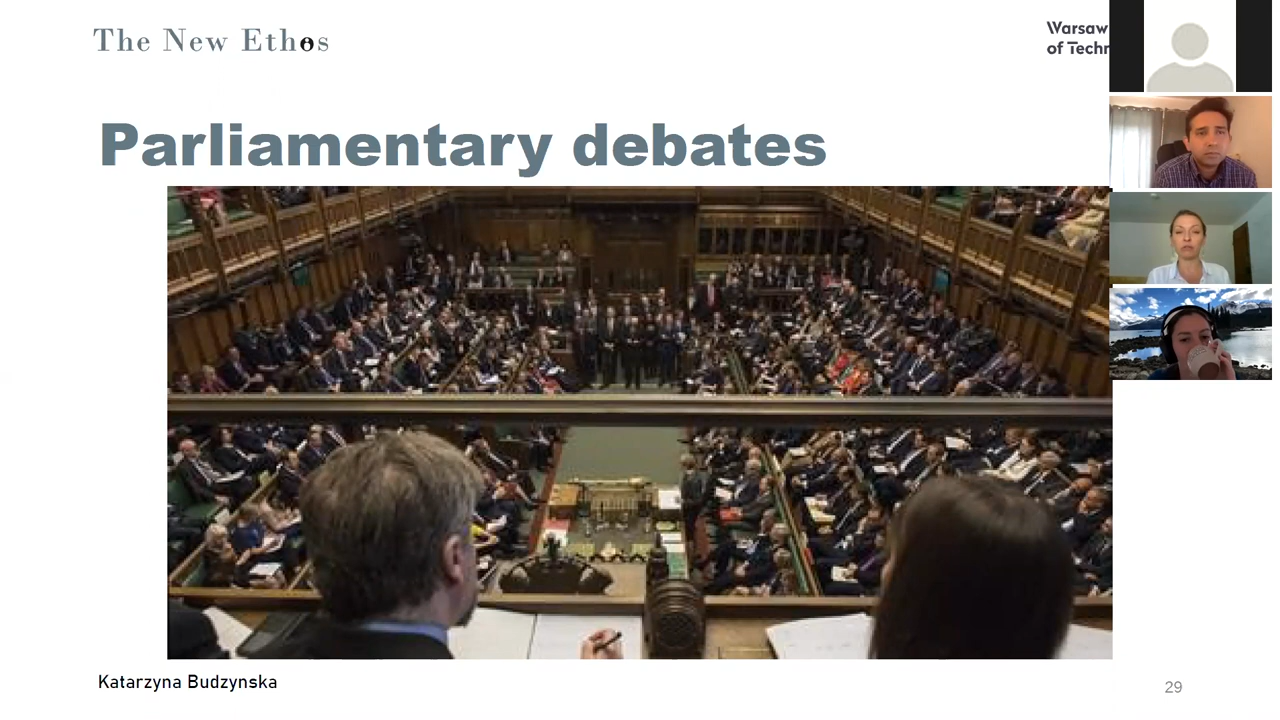 The New Ethos
Warsaw
of Techn
Parliamentary debates
Katarzyna Budzynska
29